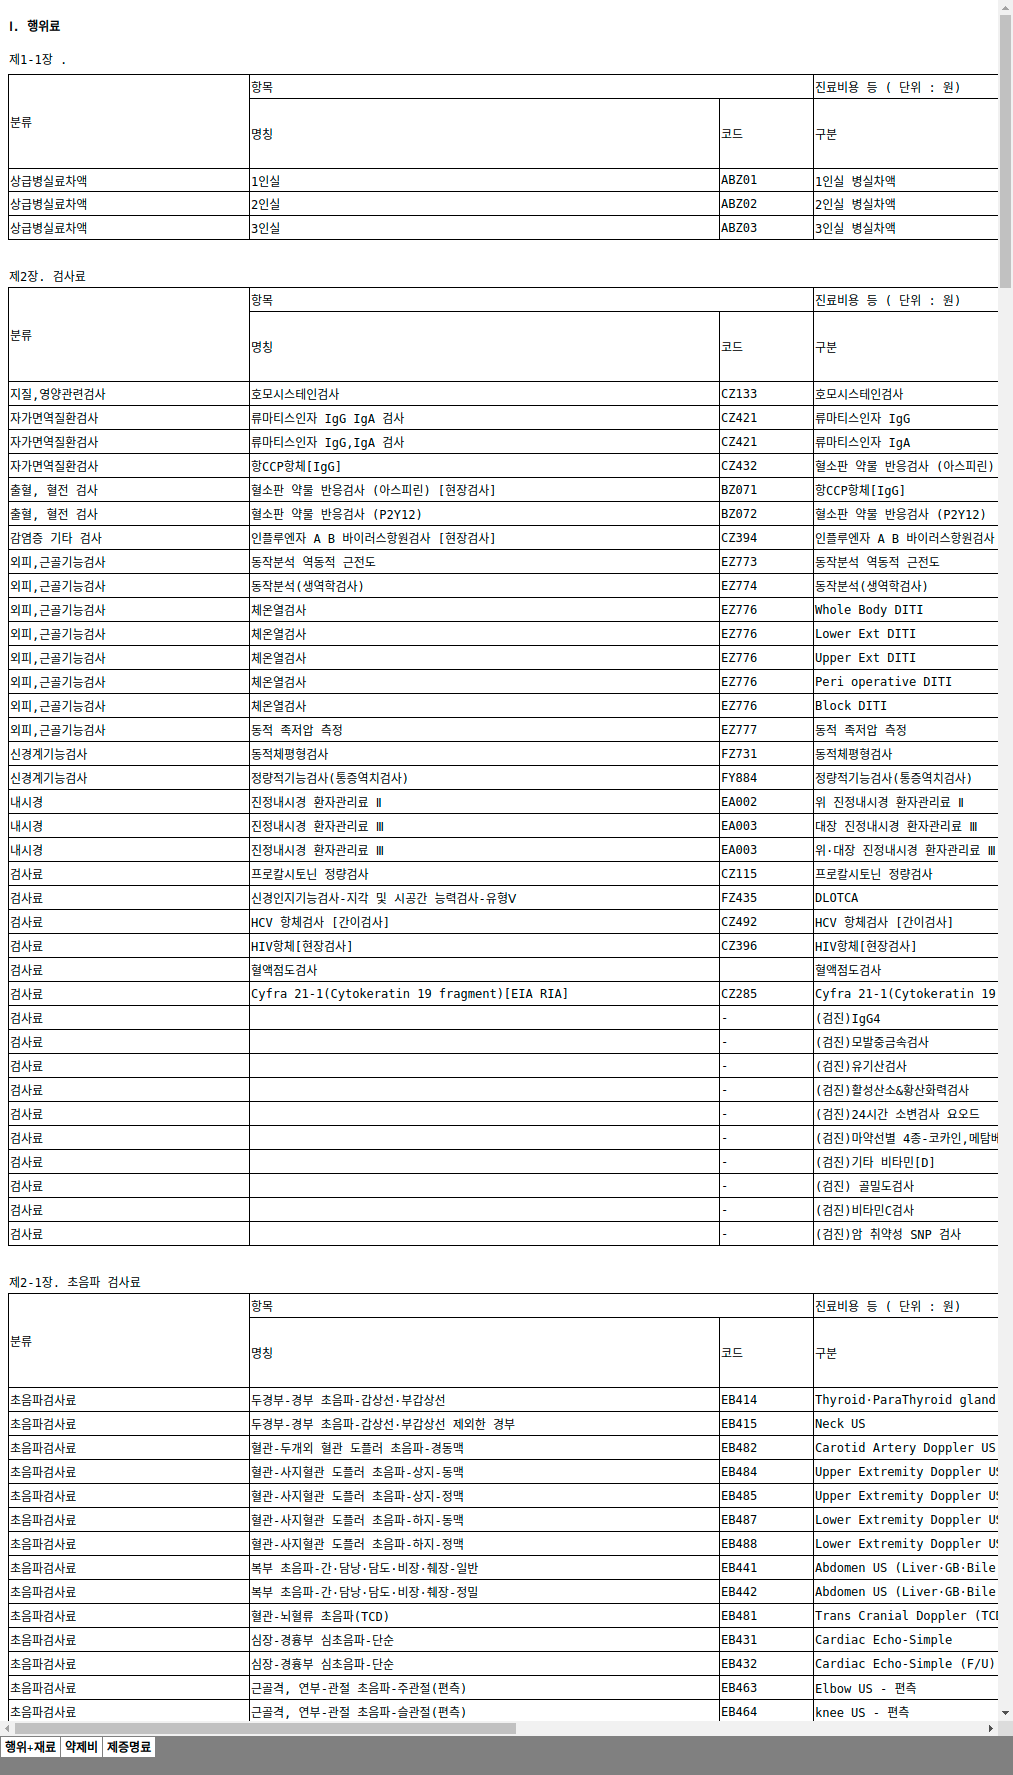 Ⅰ. 행위료
제1-1장 .
분류 항목 진료비용 등 ( 단위 : 원)
명칭 코드 구분
상급병실료차액 1인실 ABZ01 1인실 병실차액
상급병실료차액 2인실 ABZ02 2인실 병실차액
상급병실료차액 3인실 ABZ03 3인실 병실차액
제2장. 검사료
분류 항목 진료비용 등 ( 단위 : 원)
명칭 코드 구분
지질,영양관련검사 호모시스테인검사 CZ133 호모시스테인검사
자가면역질환검사 류마티스인자 IgG IgA 검사 CZ421 류마티스인자 IgG
자가면역질환검사 류마티스인자 IgG,IgA 검사 CZ421 류마티스인자 IgA
자가면역질환검사 항CCP항체[IgG] CZ432 혈소판 약물 반응검사 (아스피린)
출혈, 혈전 검사 혈소판 약물 반응검사 (아스피린) [현장검사] BZ071 항CCP항체[IgG]
출혈, 혈전 검사 혈소판 약물 반응검사 (P2Y12) BZ072 혈소판 약물 반응검사 (P2Y12)
감염증 기타 검사 인플루엔자 A B 바이러스항원검사 [현장검사] CZ394 인플루엔자 A B 바이러스항원검사
외피,근골기능검사 동작분석 역동적 근전도 EZ773 동작분석 역동적 근전도
외피,근골기능검사 동작분석(생역학검사) EZ774 동작분석(생역학검사)
외피,근골기능검사 체온열검사 EZ776 Whole Body DITI
외피,근골기능검사 체온열검사 EZ776 Lower Ext DITI
외피,근골기능검사 체온열검사 EZ776 Upper Ext DITI
외피,근골기능검사 체온열검사 EZ776 Peri operative DITI
외피,근골기능검사 체온열검사 EZ776 Block DITI
외피,근골기능검사 동적 족저압 측정 EZ777 동적 족저압 측정
신경계기능검사 동적체평형검사 FZ731 동적체평형검사
신경계기능검사 정량적기능검사(통증역치검사) FY884 정량적기능검사(통증역치검사)
내시경 진정내시경 환자관리료 Ⅱ EA002 위 진정내시경 환자관리료 Ⅱ
내시경 진정내시경 환자관리료 Ⅲ EA003 대장 진정내시경 환자관리료 Ⅲ
내시경 진정내시경 환자관리료 Ⅲ EA003 위·대장 진정내시경 환자관리료 Ⅲ
검사료 프로칼시토닌 정량검사 CZ115 프로칼시토닌 정량검사
검사료 신경인지기능검사-지각 및 시공간 능력검사-유형Ⅴ FZ435 DLOTCA
검사료 HCV 항체검사 [간이검사] CZ492 HCV 항체검사 [간이검사]
검사료 HIV항체[현장검사] CZ396 HIV항체[현장검사]
검사료 혈액점도검사 혈액점도검사
검사료 Cyfra 21-1(Cytokeratin 19 fragment)[EIA RIA] CZ285 Cyfra 21-1(Cytokeratin 19
검사료 - (검진)IgG4
검사료 - (검진)모발중금속검사
검사료 - (검진)유기산검사
검사료 - (검진)활성산소&황산화력검사
검사료 - (검진)24시간 소변검사 요오드
검사료 - (검진)마약선별 4종-코카인,메탐베
검사료 - (검진)기타 비타민[D]
검사료 - (검진) 골밀도검사
검사료 - (검진)비타민C검사
검사료 - (검진)암 취약성 SNP 검사
제2-1장. 초음파 검사료
분류 항목 진료비용 등 ( 단위 : 원)
명칭 코드 구분
초음파검사료 두경부-경부 초음파-갑상선·부갑상선 EB414 Thyroid·ParaThyroid gland
초음파검사료 두경부-경부 초음파-갑상선·부갑상선 제외한 경부 EB415 Neck US
초음파검사료 혈관-두개외 혈관 도플러 초음파-경동맥 EB482 Carotid Artery Doppler US
초음파검사료 혈관-사지혈관 도플러 초음파-상지-동맥 EB484 Upper Extremity Doppler US
초음파검사료 혈관-사지혈관 도플러 초음파-상지-정맥 EB485 Upper Extremity Doppler US
초음파검사료 혈관-사지혈관 도플러 초음파-하지-동맥 EB487 Lower Extremity Doppler US
초음파검사료 혈관-사지혈관 도플러 초음파-하지-정맥 EB488 Lower Extremity Doppler US
초음파검사료 복부 초음파-간·담낭·담도·비장·췌장-일반 EB441 Abdomen US (Liver·GB·Bile
초음파검사료 복부 초음파-간·담낭·담도·비장·췌장-정밀 EB442 Abdomen US (Liver·GB·Bile
초음파검사료 혈관-뇌혈류 초음파(TCD) EB481 Trans Cranial Doppler (TCD
초음파검사료 심장-경흉부 심초음파-단순 EB431 Cardiac Echo-Simple
초음파검사료 심장-경흉부 심초음파-단순 EB432 Cardiac Echo-Simple (F/U)
초음파검사료 근골격, 연부-관절 초음파-주관절(편측) EB463 Elbow US - 편측
초음파검사료 근골격, 연부-관절 초음파-슬관절(편측) EB464 knee US - 편측
행위+재료 약제비 제증명료